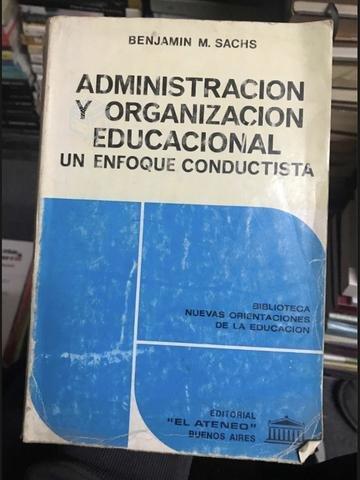 BENJAMIN M. SACHS
ADMINISTRACION
Y ORGANIZACION
EDUCACIONAL
UN ENFOQUE CONDUCTISTA
BIBLIOTECA
NUEVAS ORIENTACIONES
DE LA EDUCACION
EDITORIAL
"EL ATENEO"
BUENOS AIRES